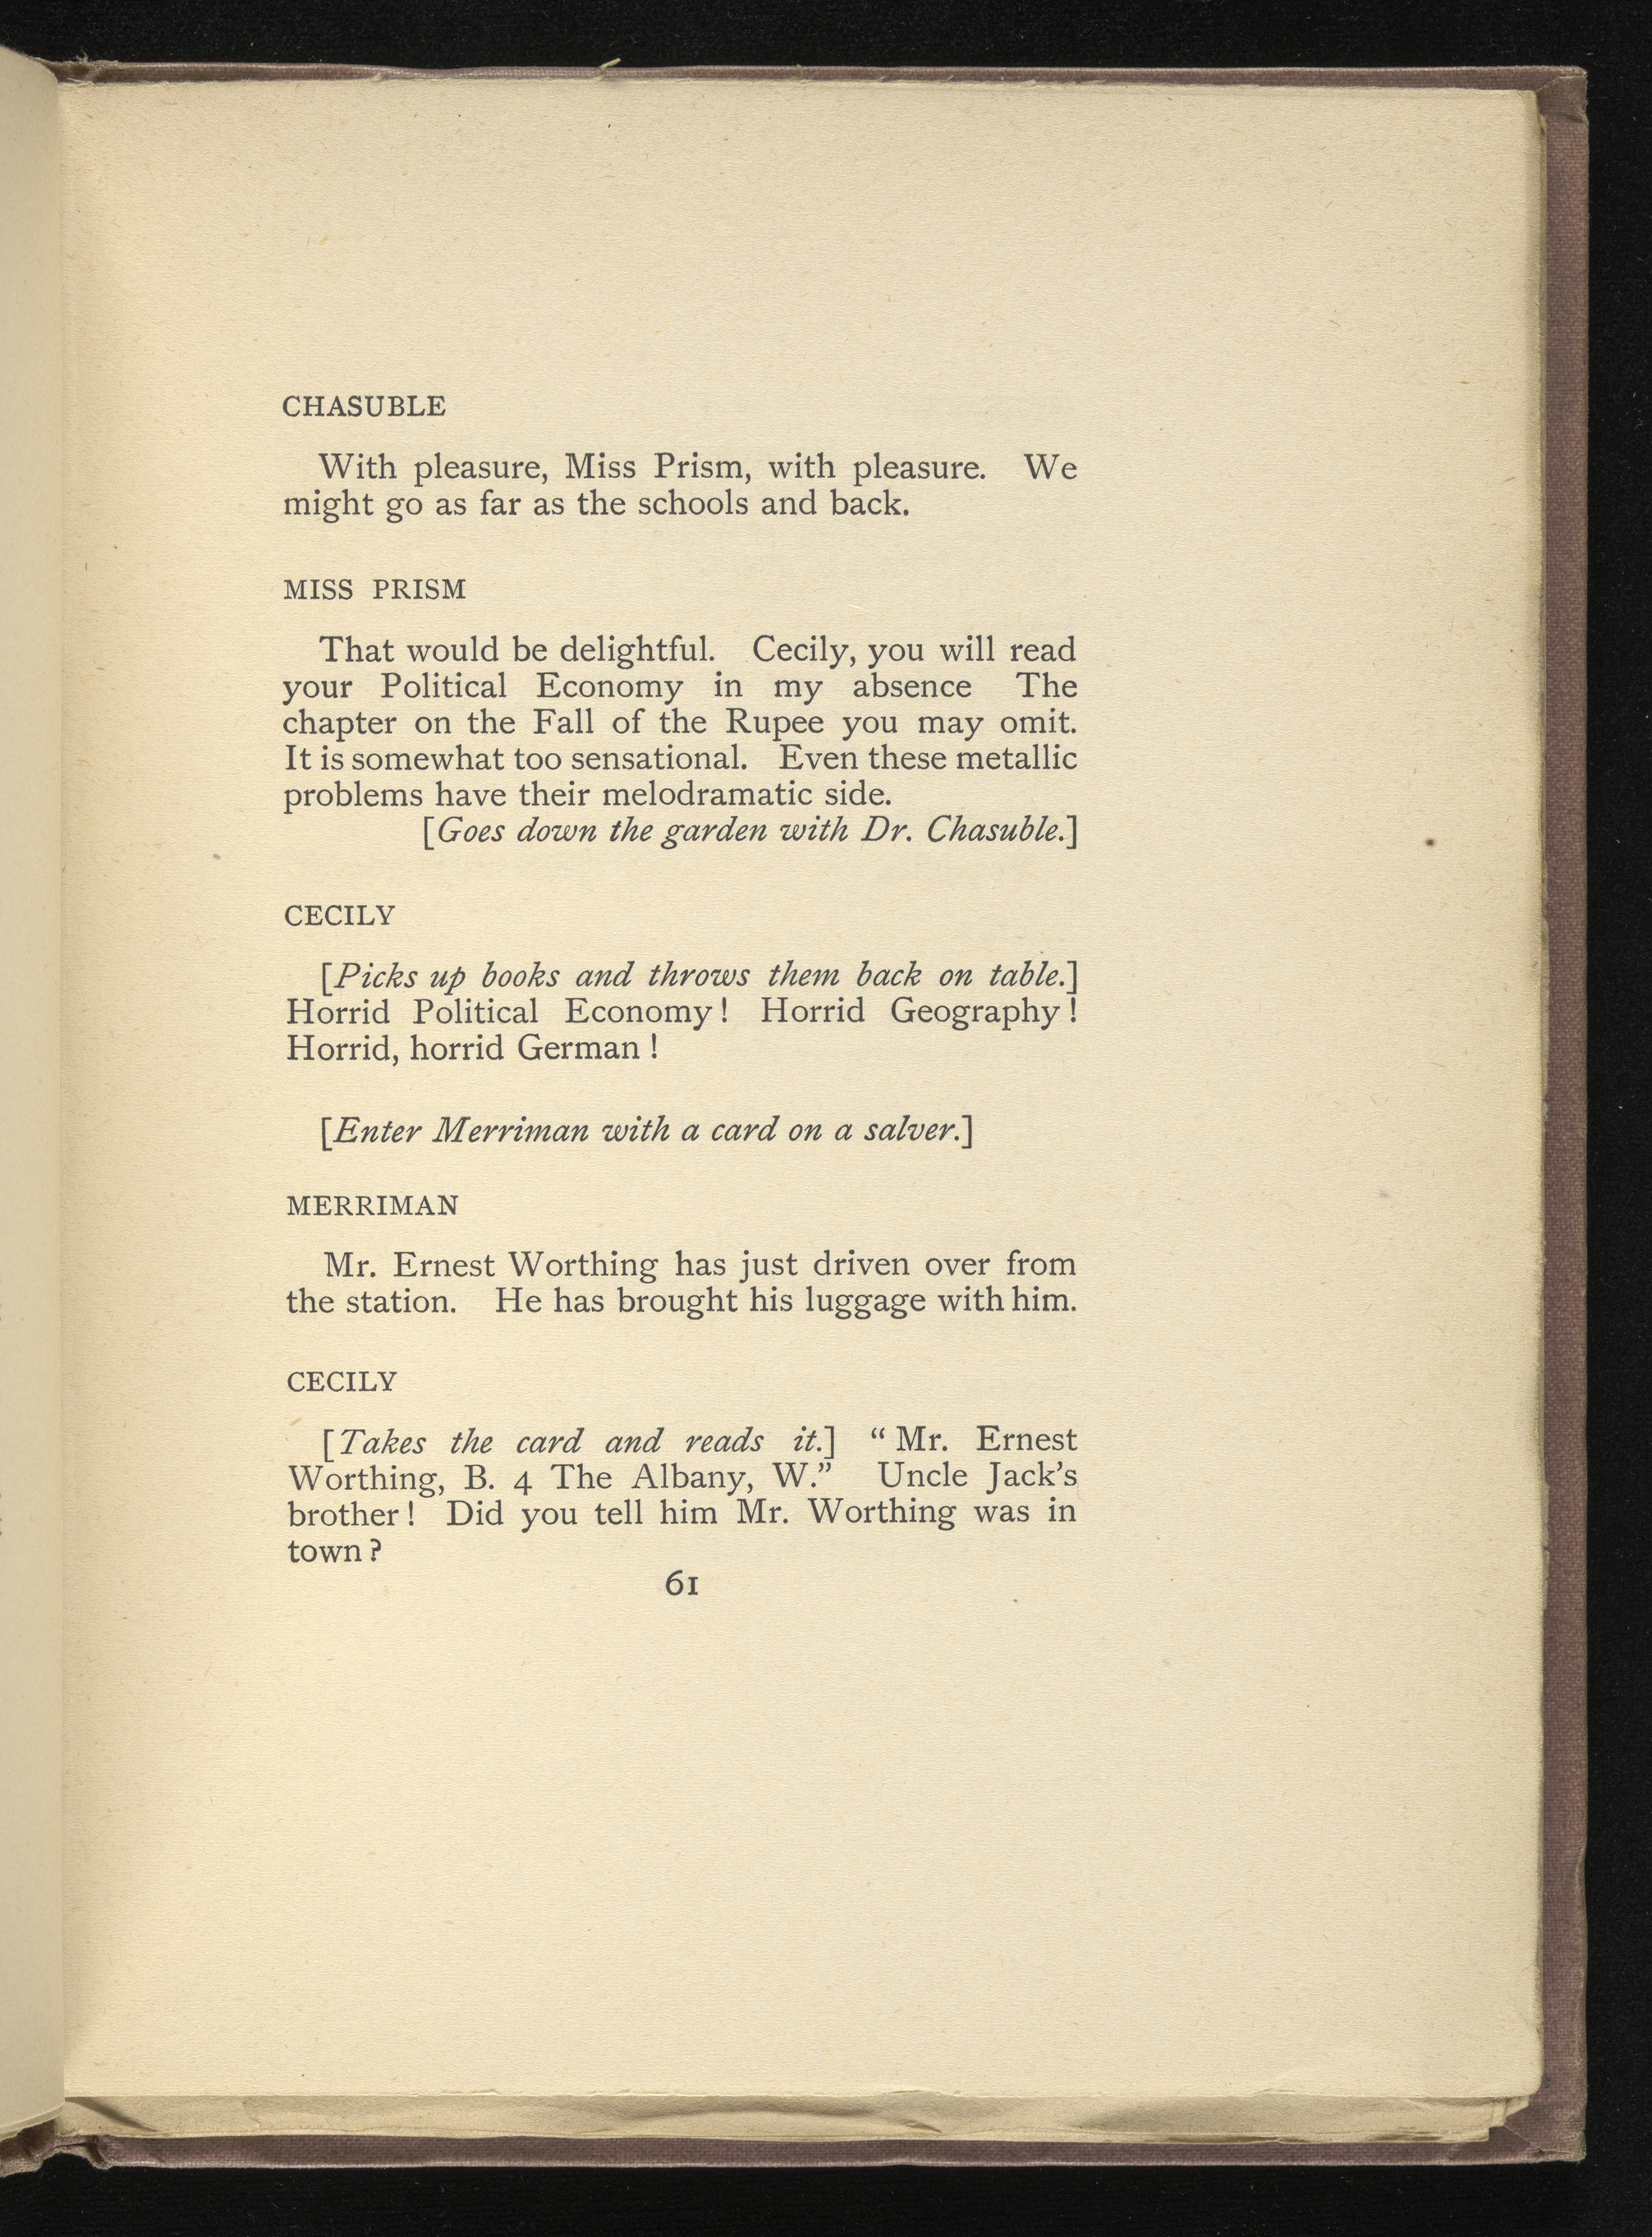 CHASUBLE
With pleasure, Miss Prism, with pleasure. We
might go as far as the schools and back.
MISS PRISM
That would be delightful. Cecily, you will read
your Political Economy in my absence The
chapter on the Fall of the Rupee you may omit.
It is somewhat too sensational. Even these metallic
problems have their melodramatic side.
[Goes down the garden with Dr. Chasuble.]
CECILY
[Picks up books and throws them back on table.]
Horrid Political Economy! Horrid Geography!
Horrid, horrid German!
[Enter Merriman with a card on a salver.]
MERRIMAN
Mr. Ernest Worthing has just driven over from
the station. He has brought his luggage with him.
CECILY
[Takes the card and reads it.] “Mr. Ernest
Worthing, B. 4 The Albany, W.” Uncle Jack’s
brother! Did you tell him Mr. Worthing was in
town?
61